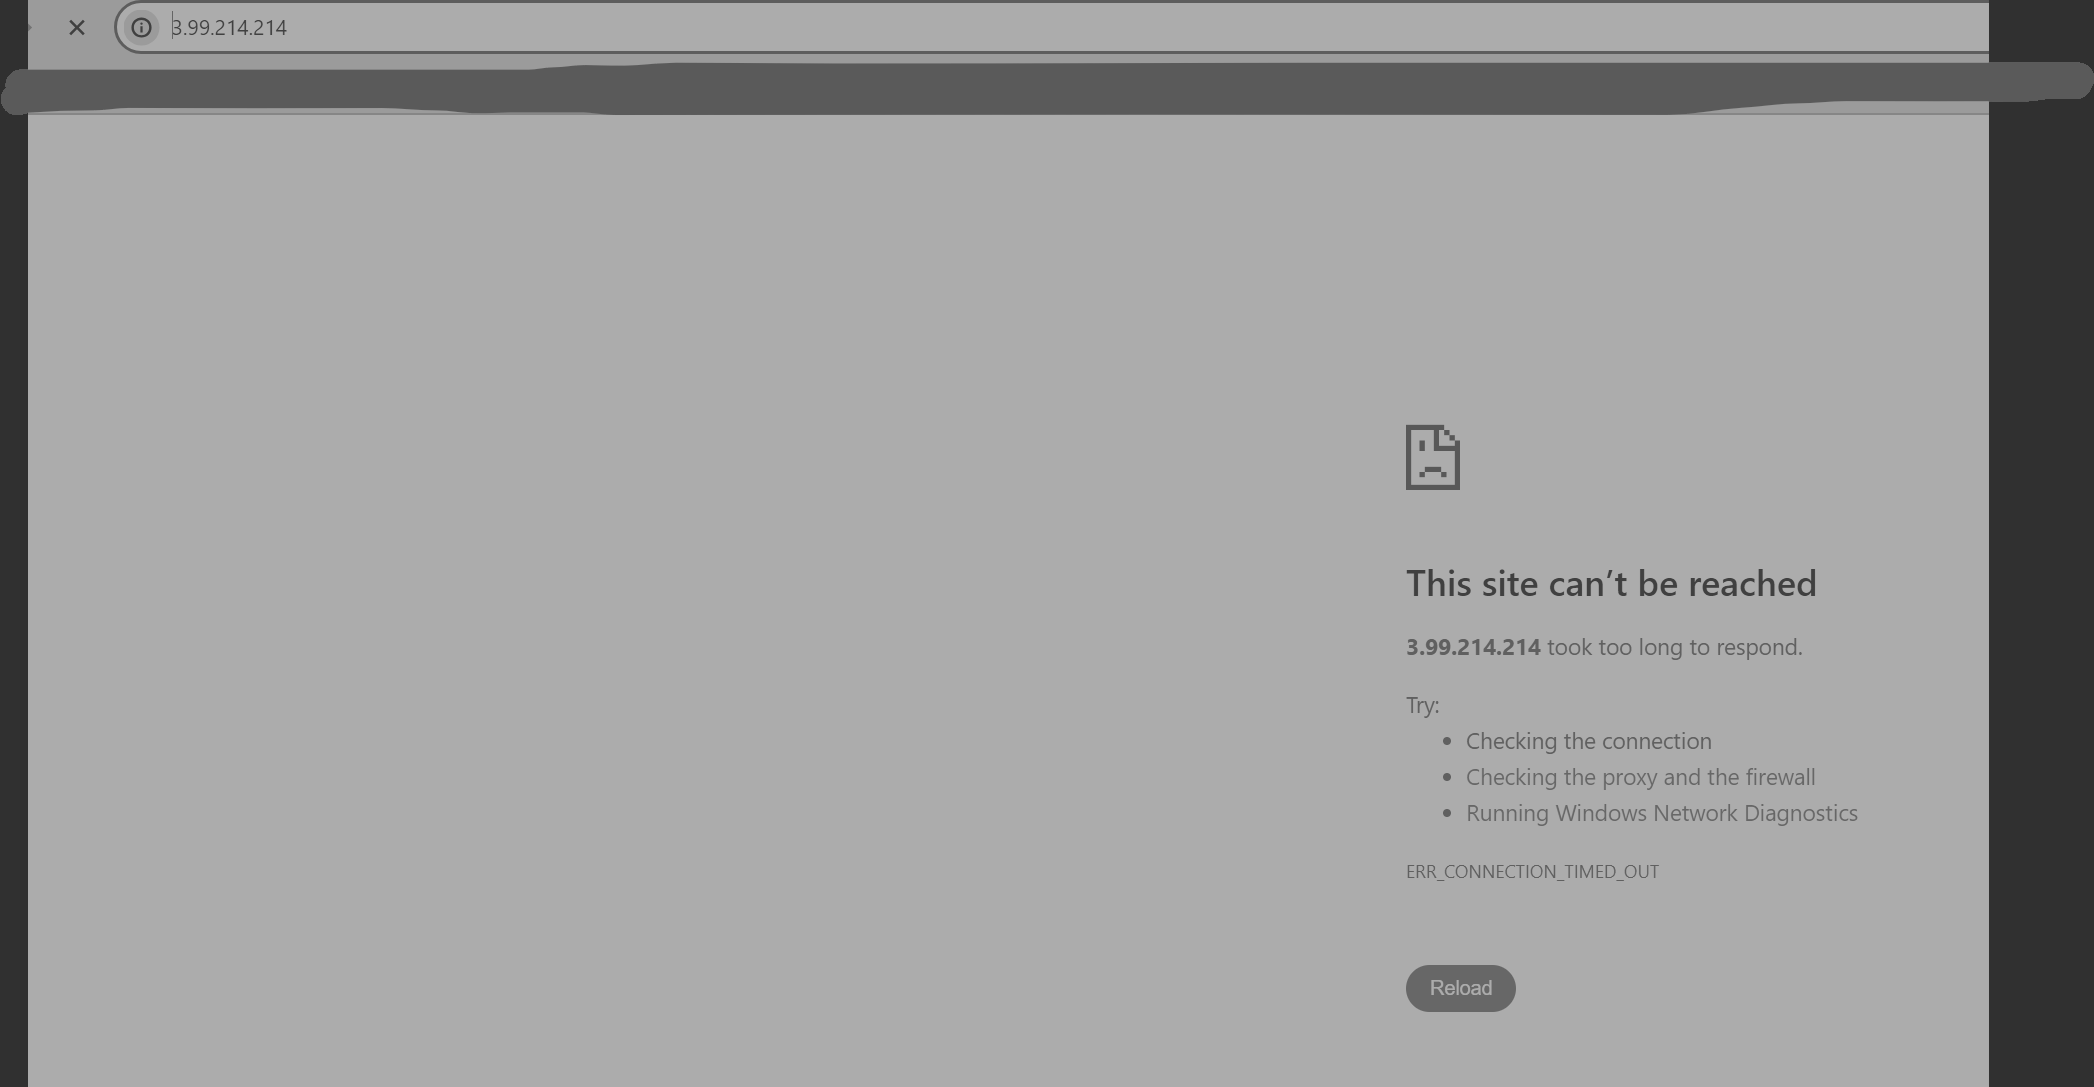 3.99.214.214
This site can’t be reached
3.99.214.214 took too long to respond.
Try:
Checking the connection
Checking the proxy and the firewall
Running Windows Network Diagnostics
ERR_CONNECTION_TIMED_OUT
Reload